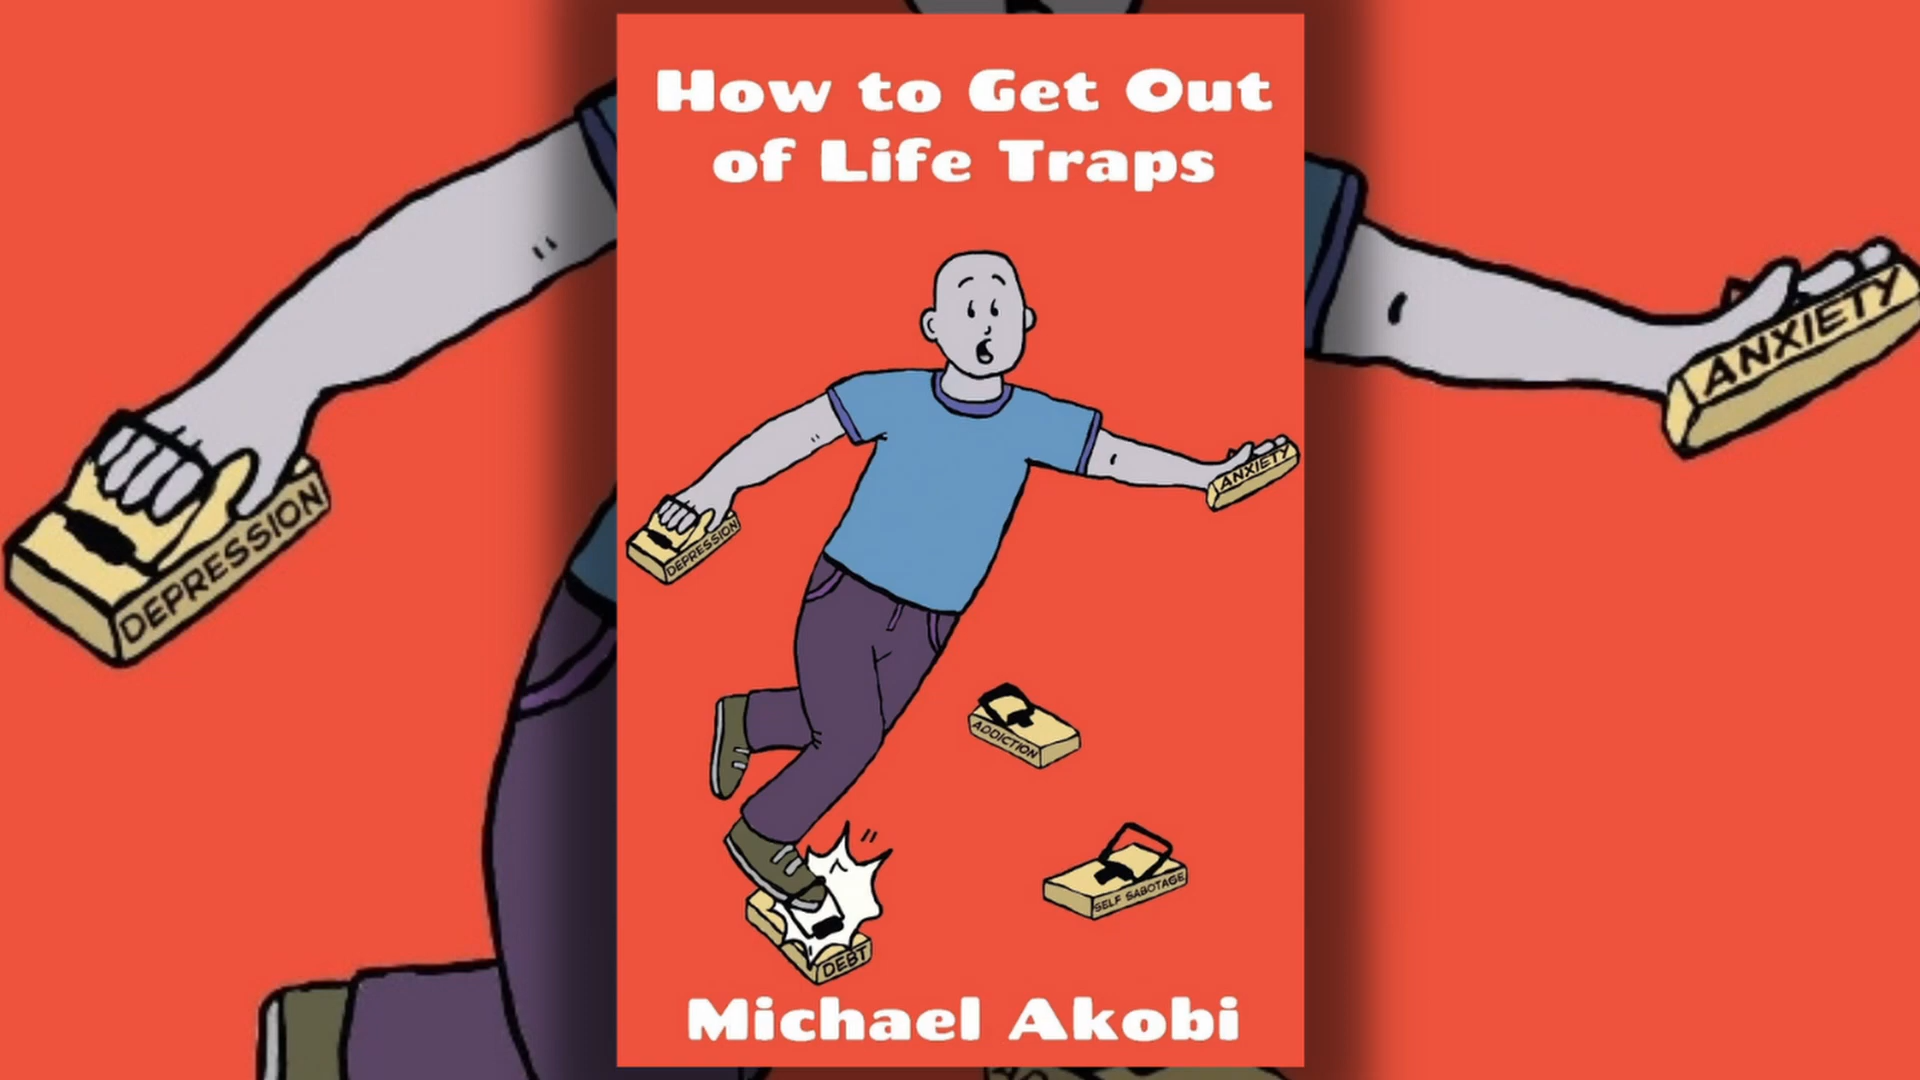 How to Get Out
of Life Traps
ANXIETY
DEPRESSION
ANXIETY
DEPRESSION
ADDICTION
SELF SABOTAGE
DEBT
Michael Akobi